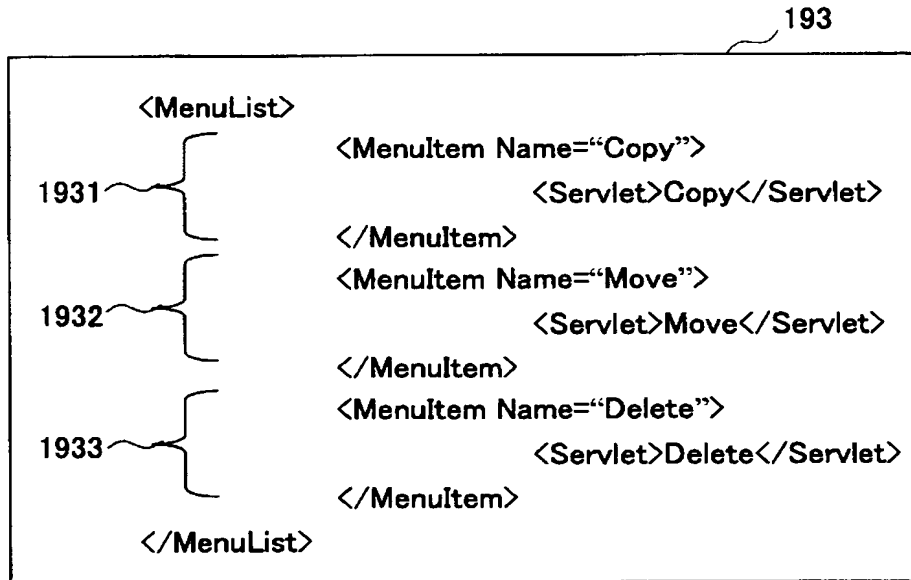 193
<MenuList>
<MenuItem Name=“Copy”>
1931
<Servlet>Copy</Servlet>
</MenuItem>
<MenuItem Name=“Move”>
1932
<Servlet>Move</Servlet>
</MenuItem>
<MenuItem Name=“Delete”>
1933
<Servlet>Delete</Servlet>
</MenuItem>
</MenuList>